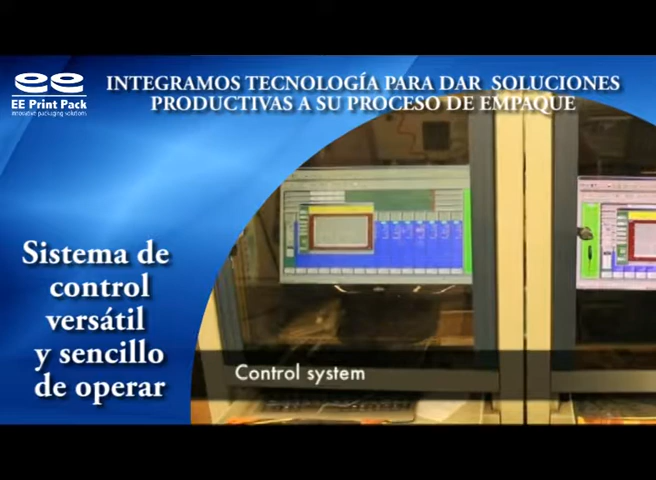 EE Print Pack
innovative packaging solutions
INTEGRAMOS TECNOLOGÍA PARA DAR SOLUCIONES
PRODUCTIVAS A SU PROCESO DE EMPAQUE
Sistema de
control
versátil
y sencillo
de operar
Control system